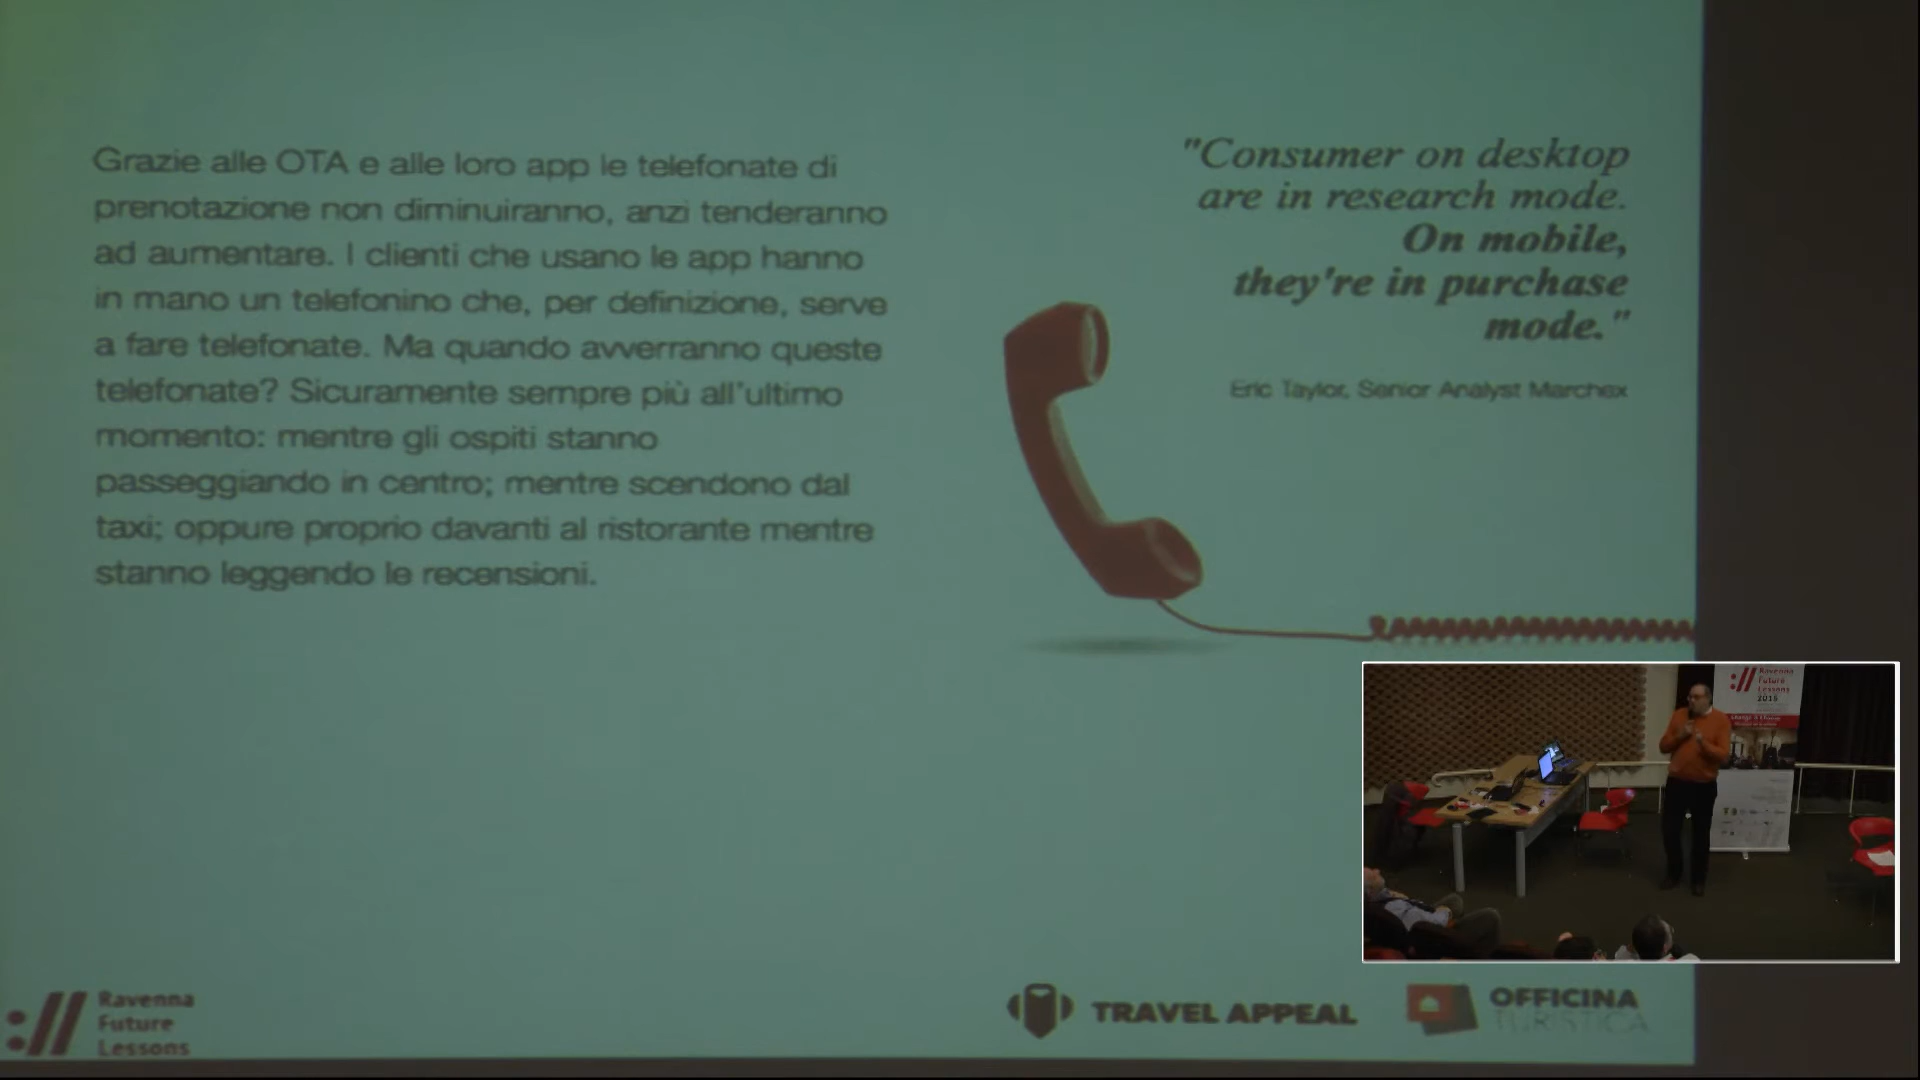 Grazie alle OTA e alle loro app le telefonate di
prenotazione non diminuiranno, anzi tenderanno
ad aumentare. I clienti che usano le app hanno
in mano un telefonino che, per definizione, serve
a fare telefonate. Ma quando avverranno queste
telefonate? Sicuramente sempre più all'ultimo
momento: mentre gli ospiti stanno
passeggiando in centro; mentre scendono dal
taxi; oppure proprio davanti al ristorante mentre
stanno leggendo le recensioni.
"Consumer on desktop
are in research mode.
On mobile,
they're in purchase
mode."
Eric Taylor, Senior Analyst Marchex
Ravenna
Future
Lessons
2015
Ravenna
Future
Lessons
TRAVEL APPEAL
OFFICINA
TURISTICA